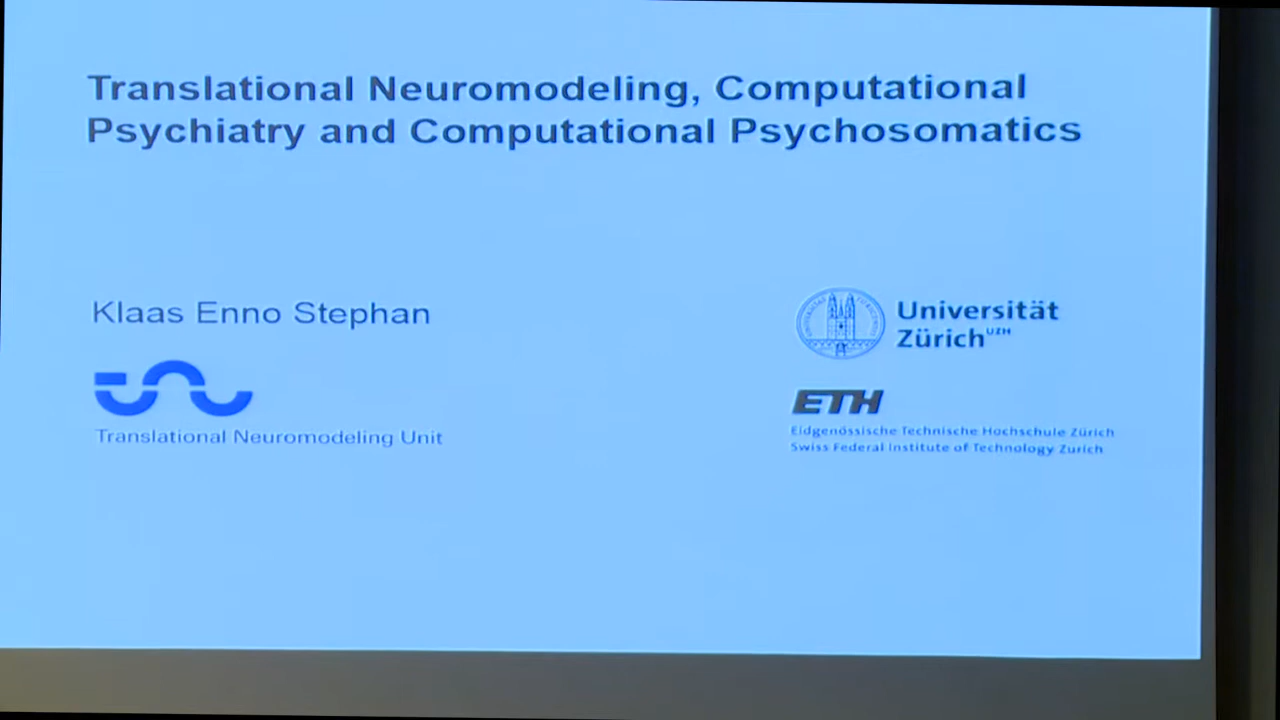 Translational Neuromodeling, Computational
Psychiatry and Computational Psychosomatics
Klaas Enno Stephan
Translational Neuromodeling Unit
Universität
Zürich UZH
ETH
Eidgenössische Technische Hochschule Zürich
Swiss Federal Institute of Technology Zurich